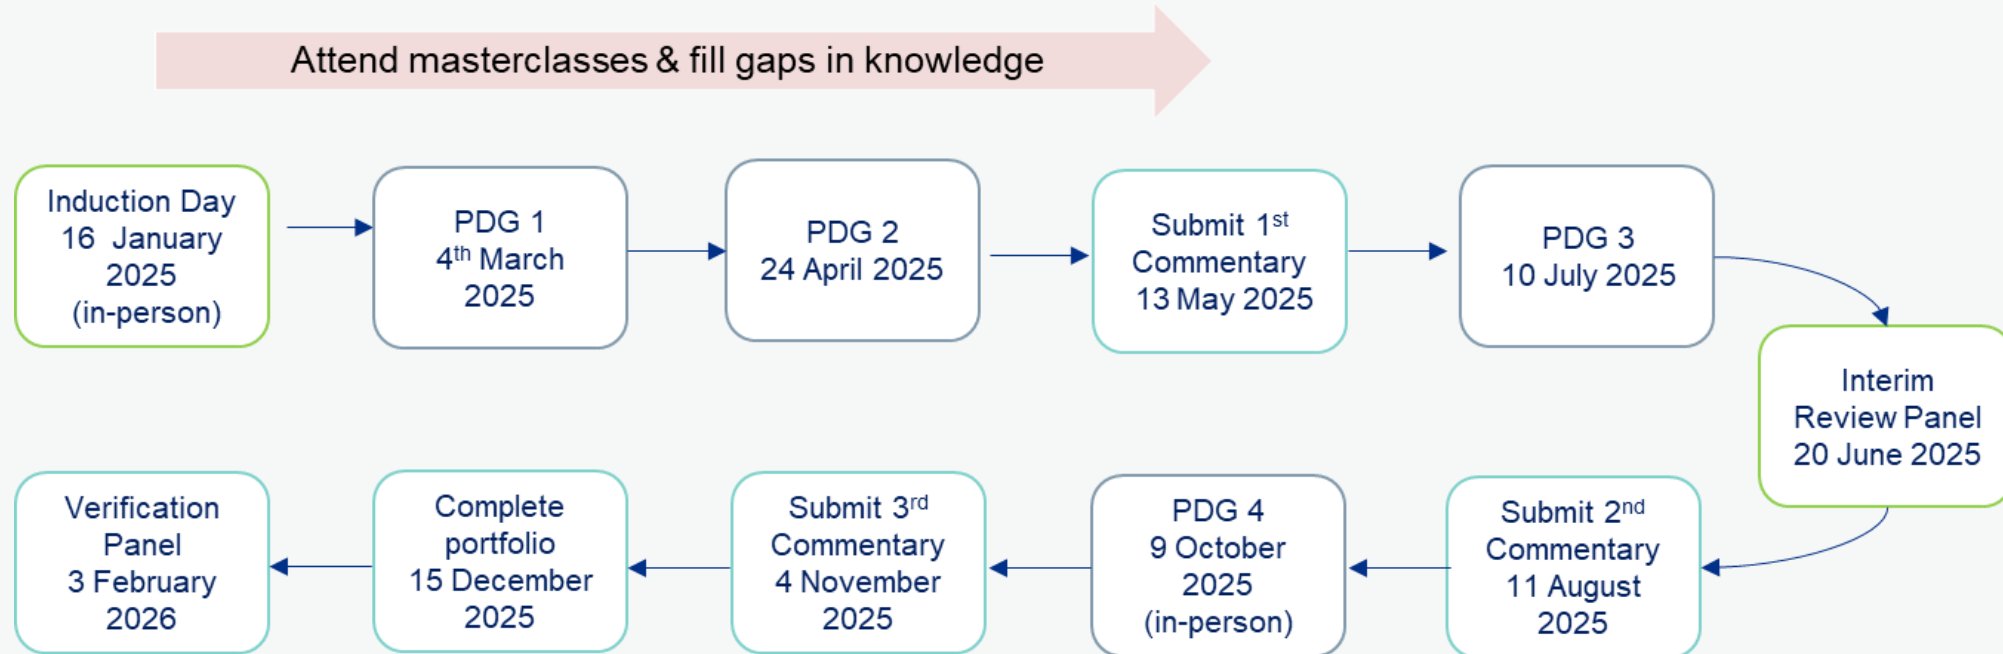 Attend masterclasses & fill gaps in knowledge
Induction Day
16 January
2025
(in-person)
PDG 1
4th March
2025
PDG 2
24 April 2025
Submit 1st
Commentary
13 May 2025
PDG 3
10 July 2025
Interim
Review Panel
20 June 2025
Submit 2nd
Commentary
11 August
2025
PDG 4
9 October
2025
(in-person)
Submit 3rd
Commentary
4 November
2025
Complete
portfolio
15 December
2025
Verification
Panel
3 February
2026